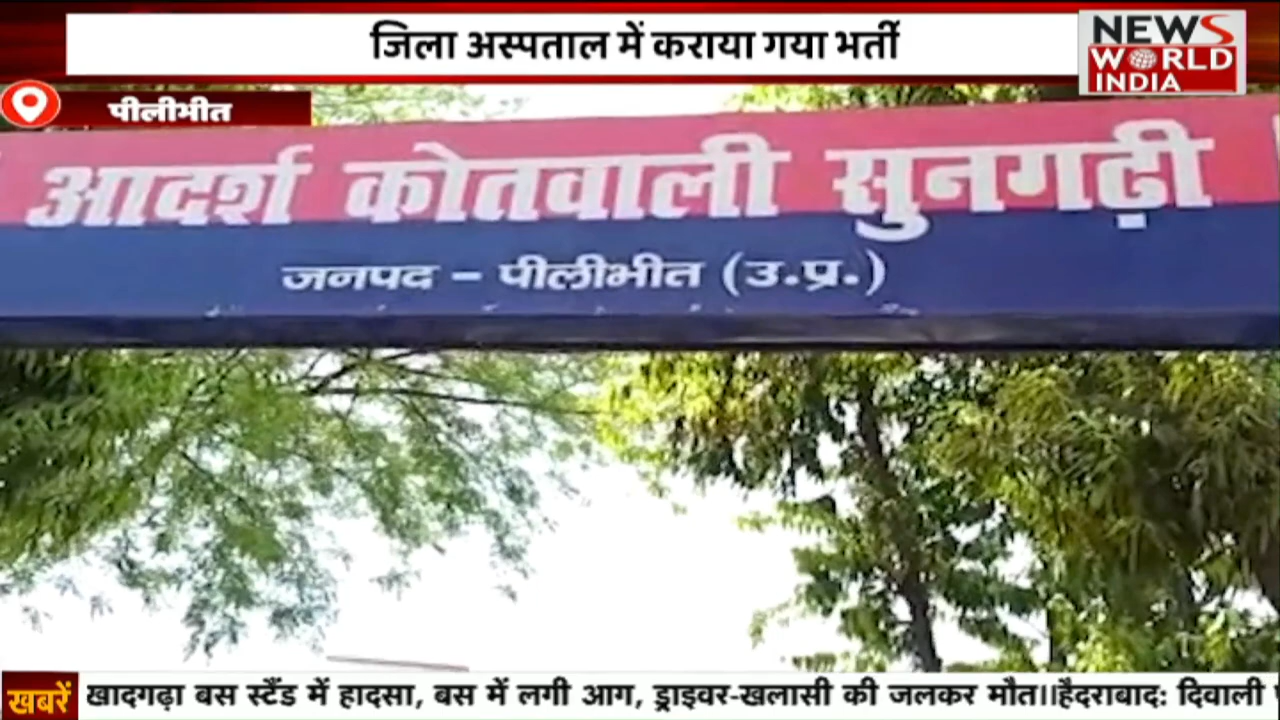 जिला अस्पताल में कराया गया भर्ती
NEWS
WORLD
INDIA
पीलीभीत
आदर्श कोतवाली सुनगढ़ी
जनपद - पीलीभीत (उ.प्र.)
खबरें
खादगढ़ा बस स्टैंड में हादसा, बस में लगी आग, ड्राइवर-खलासी की जलकर मौत॥हैदराबाद: दिवाली